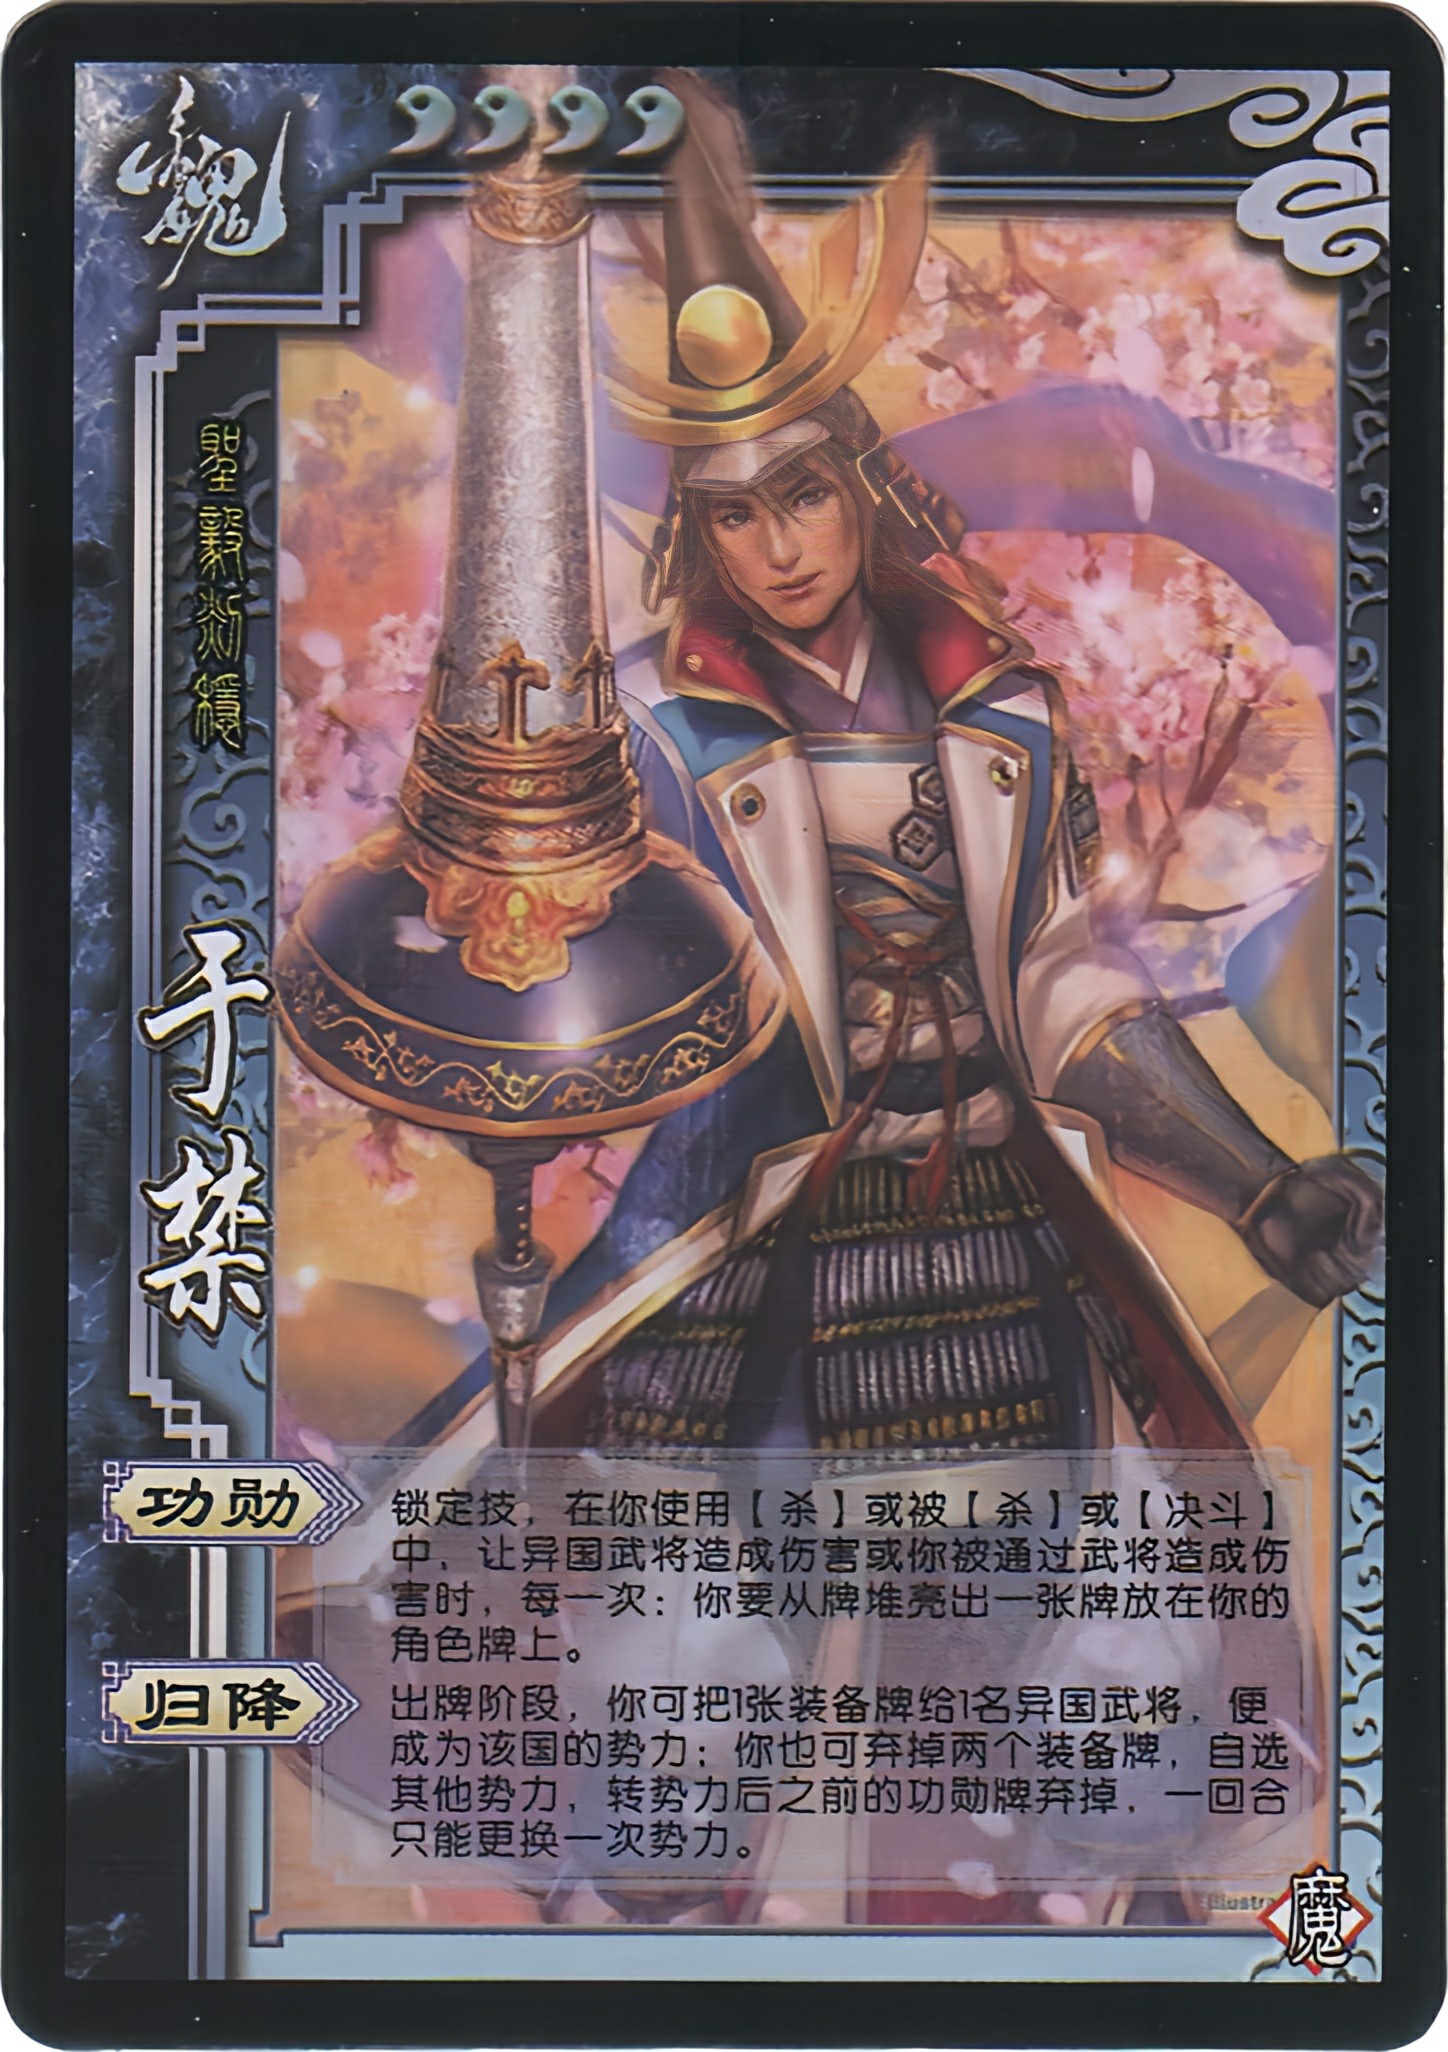 魏
于禁
功勋
锁定技，在你使用【杀】或被【杀】或【决斗】
中，让异国武将造成伤害或你被通过武将造成伤
害时，每一次：你要从牌堆亮出一张牌放在你的
角色牌上。
归降
出牌阶段，你可把1张装备牌给1名异国武将，便
成为该国的势力；你也可弃掉两个装备牌，自选
其他势力，转势力后之前的功勋牌弃掉，一回合
只能更换一次势力。
魔